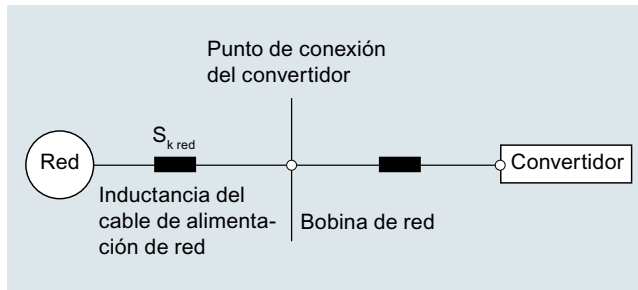 Punto de conexión
del convertidor
S k red
Red
Convertidor
Inductancia del
cable de alimenta-
ción de red
Bobina de red